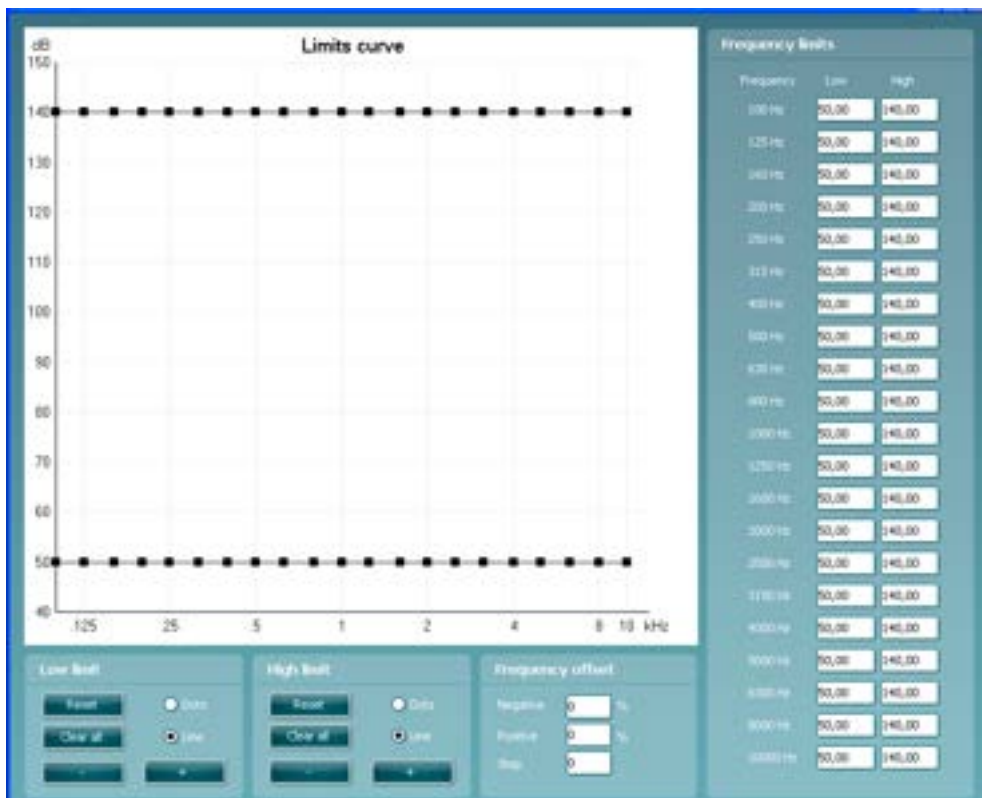 Limits curve
dB
150
140
130
120
110
100
90
80
70
60
50
40
.125 .25 .5 1 2 4 8 10 kHz
Low limit
Reset Dots
Clear all Line
- +
High limit
Reset Dots
Clear all Line
- +
Frequency offset
Negative 0 %
Positive 0 %
Step 0
Frequency limits
Frequency Low High
100 Hz 50,00 140,00
125 Hz 50,00 140,00
160 Hz 50,00 140,00
200 Hz 50,00 140,00
250 Hz 50,00 140,00
315 Hz 50,00 140,00
400 Hz 50,00 140,00
500 Hz 50,00 140,00
630 Hz 50,00 140,00
800 Hz 50,00 140,00
1000 Hz 50,00 140,00
1250 Hz 50,00 140,00
1600 Hz 50,00 140,00
2000 Hz 50,00 140,00
2500 Hz 50,00 140,00
3150 Hz 50,00 140,00
4000 Hz 50,00 140,00
5000 Hz 50,00 140,00
6300 Hz 50,00 140,00
8000 Hz 50,00 140,00
10000 Hz 50,00 140,00